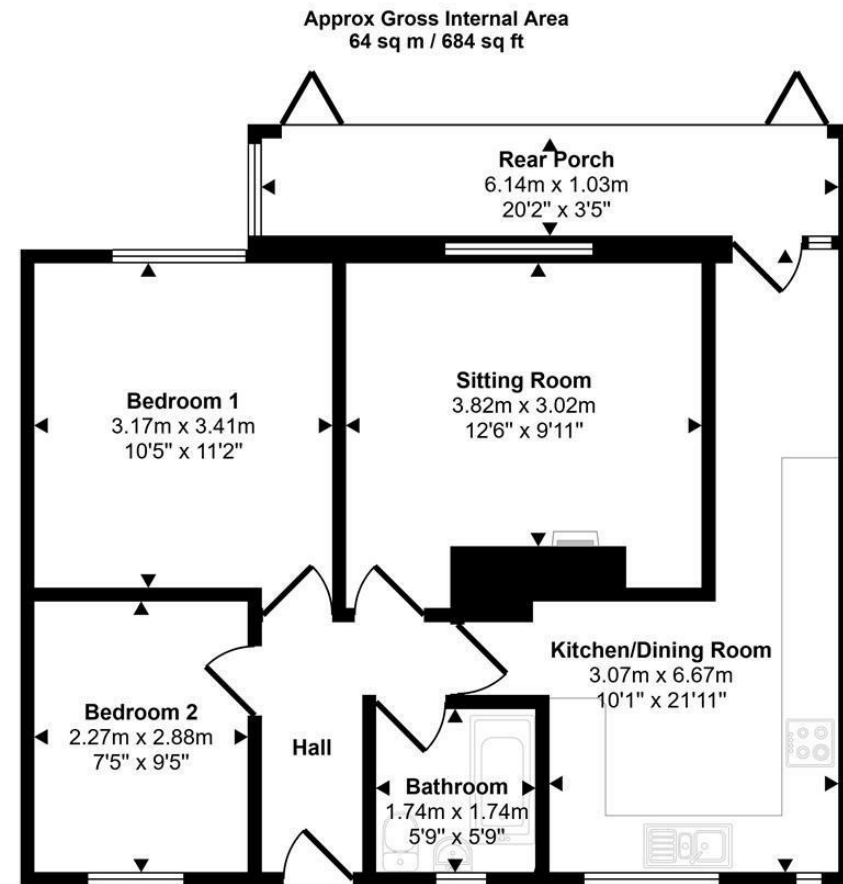 Approx Gross Internal Area
64 sq m / 684 sq ft
Rear Porch
6.14m x 1.03m
20'2" x 3'5"
Bedroom 1
3.17m x 3.41m
10'5" x 11'2"
Sitting Room
3.82m x 3.02m
12'6" x 9'11"
Kitchen/Dining Room
3.07m x 6.67m
10'1" x 21'11"
Bedroom 2
2.27m x 2.88m
7'5" x 9'5"
Hall
Bathroom
1.74m x 1.74m
5'9" x 5'9"